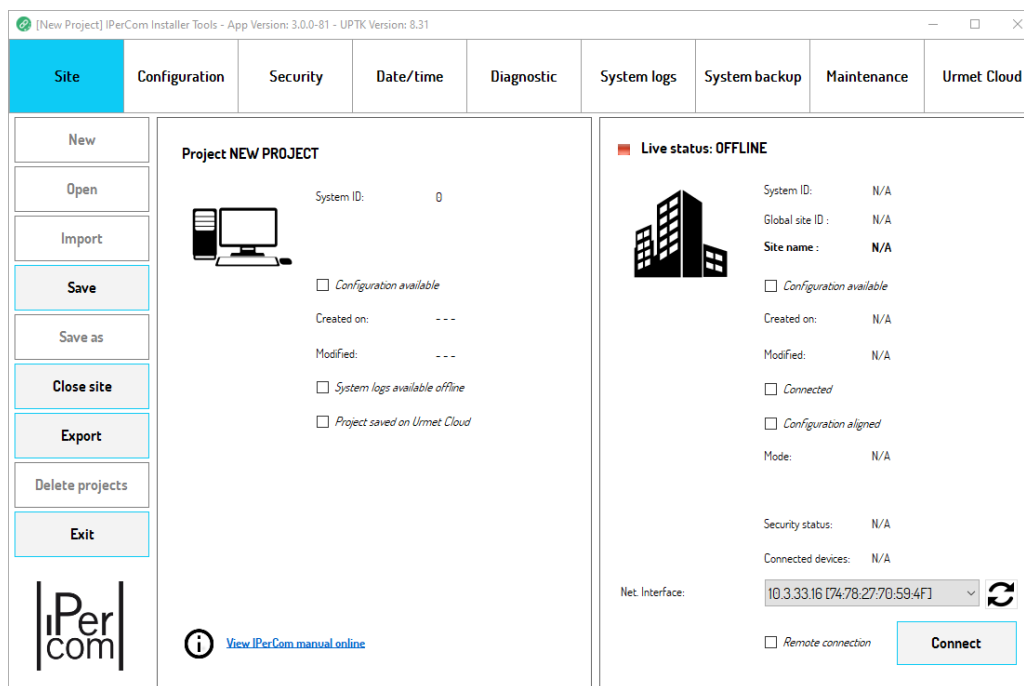 [New Project] IPerCom Installer Tools - App Version: 3.0.0-81 - UPTK Version: 8.31
Site
Configuration
Security
Date/time
Diagnostic
System logs
System backup
Maintenance
Urmet Cloud
New
Open
Import
Save
Save as
Close site
Export
Delete projects
Exit
IPer
com
Project NEW PROJECT
System ID: 0
Configuration available
Created on: ---
Modified: ---
System logs available offline
Project saved on Urmet Cloud
View IPerCom manual online
Live status: OFFLINE
System ID: N/A
Global site ID : N/A
Site name : N/A
Configuration available
Created on: N/A
Modified: N/A
Connected
Configuration aligned
Mode: N/A
Security status: N/A
Connected devices: N/A
Net. Interface: 10.3.33.16 [74:78:27:70:59:4F]
Remote connection
Connect